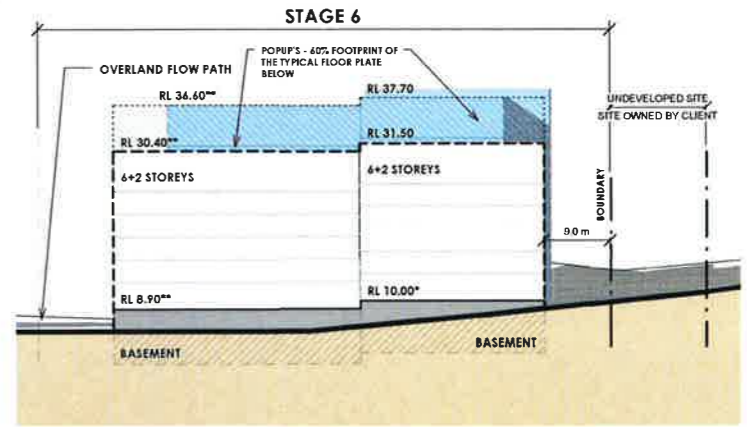 STAGE 6
POPUP'S - 60% FOOTPRINT OF
THE TYPICAL FLOOR PLATE
BELOW
OVERLAND FLOW PATH
RL 36.60**
RL 37.70
UNDEVELOPED SITE
SITE OWNED BY CLIENT
RL 30.40**
RL 31.50
6+2 STOREYS
6+2 STOREYS
BOUNDARY
9.0 m
RL 8.90**
RL 10.00*
BASEMENT
BASEMENT